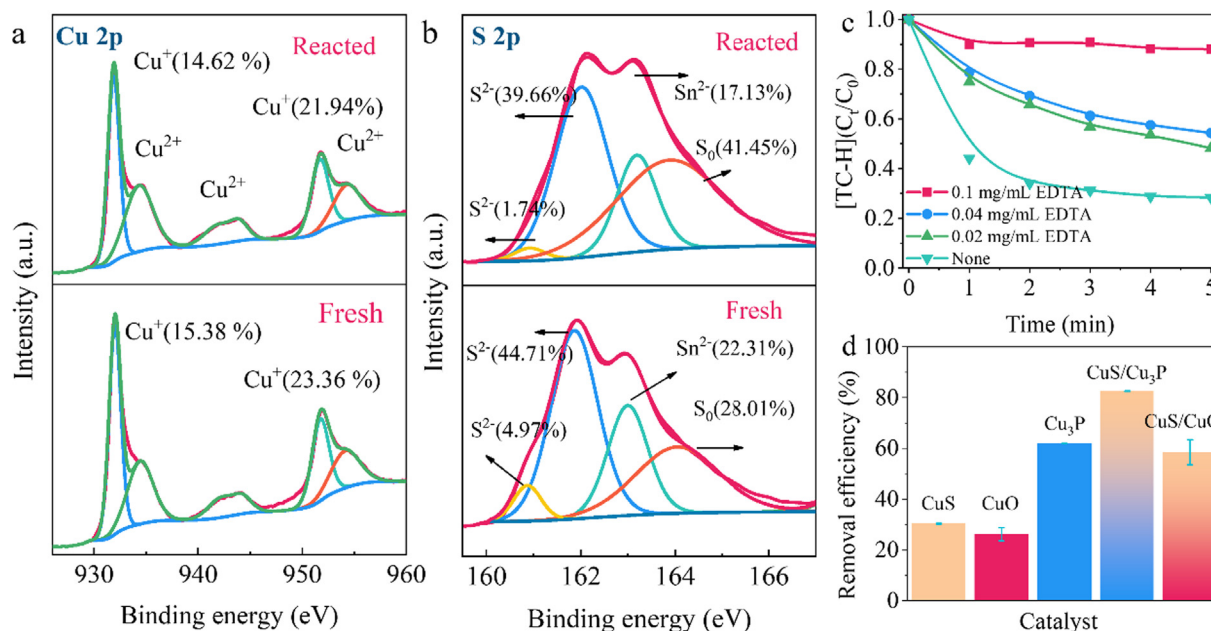 a
Cu 2p
Reacted
Cu⁺(14.62 %)
Cu²⁺
Cu²⁺
Cu⁺(21.94%)
Cu²⁺
Fresh
Cu⁺(15.38 %)
Cu⁺(23.36 %)
Intensity (a.u.)
930
940
950
960
Binding energy (eV)
b
S 2p
Reacted
S²⁻(39.66%)
Sn²⁻(17.13%)
S₀(41.45%)
S²⁻(1.74%)
Fresh
S²⁻(44.71%)
Sn²⁻(22.31%)
S₀(28.01%)
S²⁻(4.97%)
Intensity (a.u.)
160
162
164
166
Binding energy (eV)
c
[TC-H](Cₜ/C₀)
1.0
0.8
0.6
0.4
0.2
0.0
0.1 mg/mL EDTA
0.04 mg/mL EDTA
0.02 mg/mL EDTA
None
0
1
2
3
4
5
Time (min)
d
Removal efficiency (%)
100
80
60
40
20
0
CuS
CuO
Cu₃P
CuS/Cu₃P
CuS/CuO
Catalyst